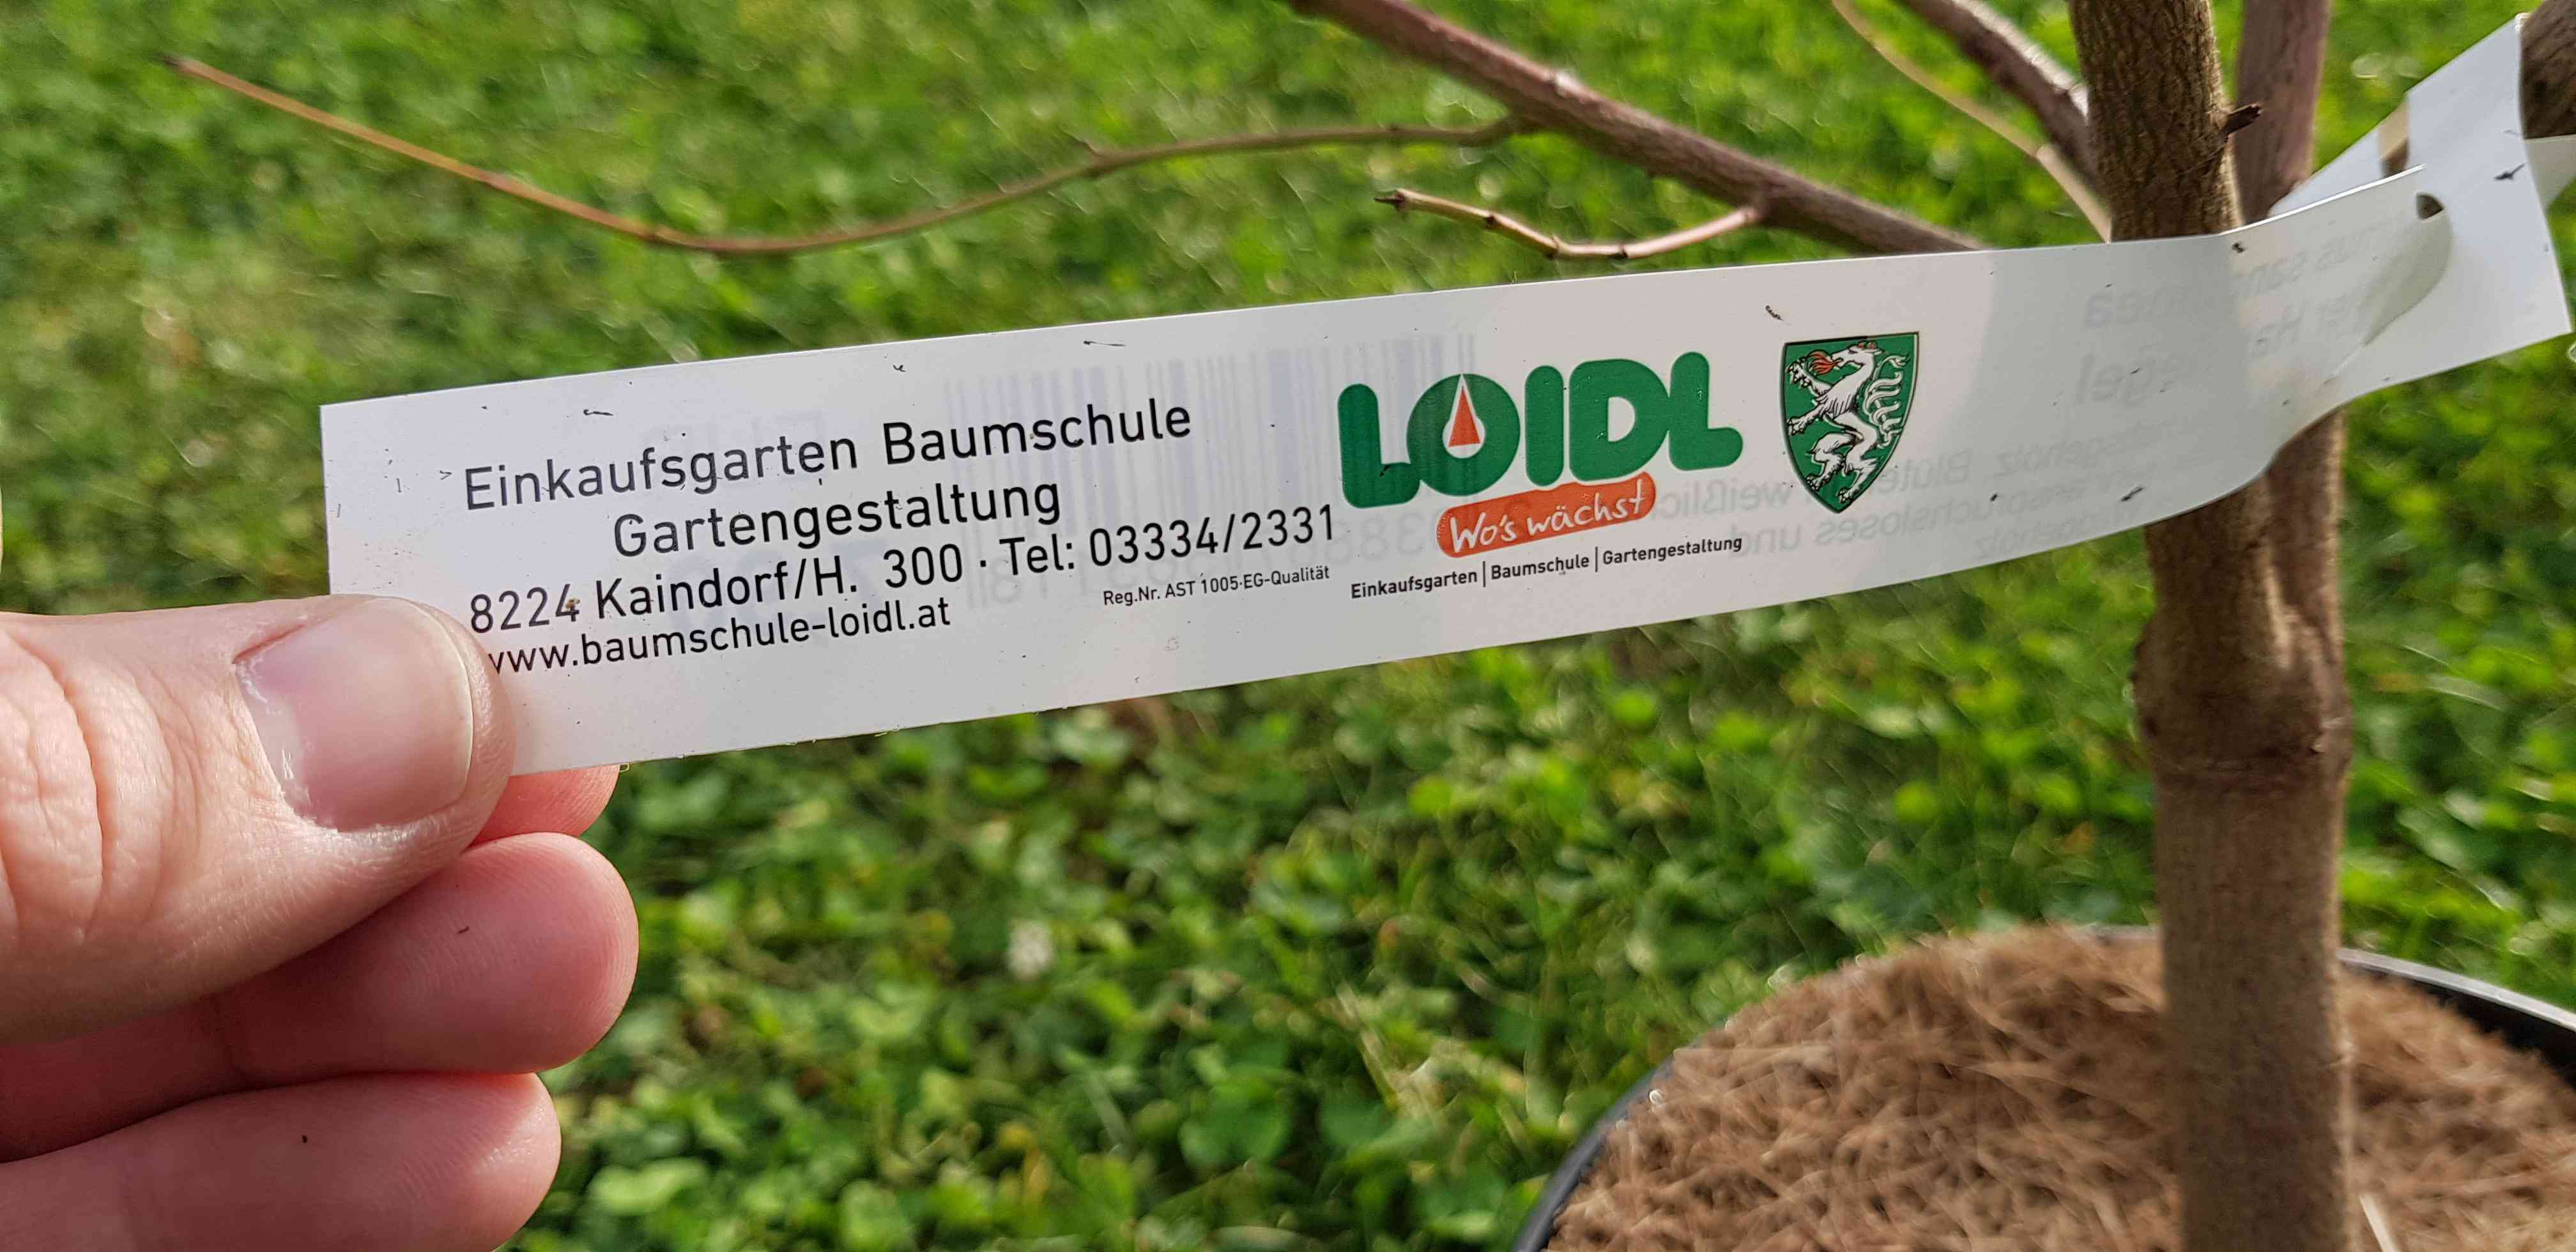 Einkaufsgarten Baumschule
Gartengestaltung
8224 Kaindorf/H. 300 · Tel: 03334/2331
www.baumschule-loidl.at
Reg.Nr. AST 1005-EG-Qualität
LOIDL
Wo's wächst
Einkaufsgarten | Baumschule | Gartengestaltung